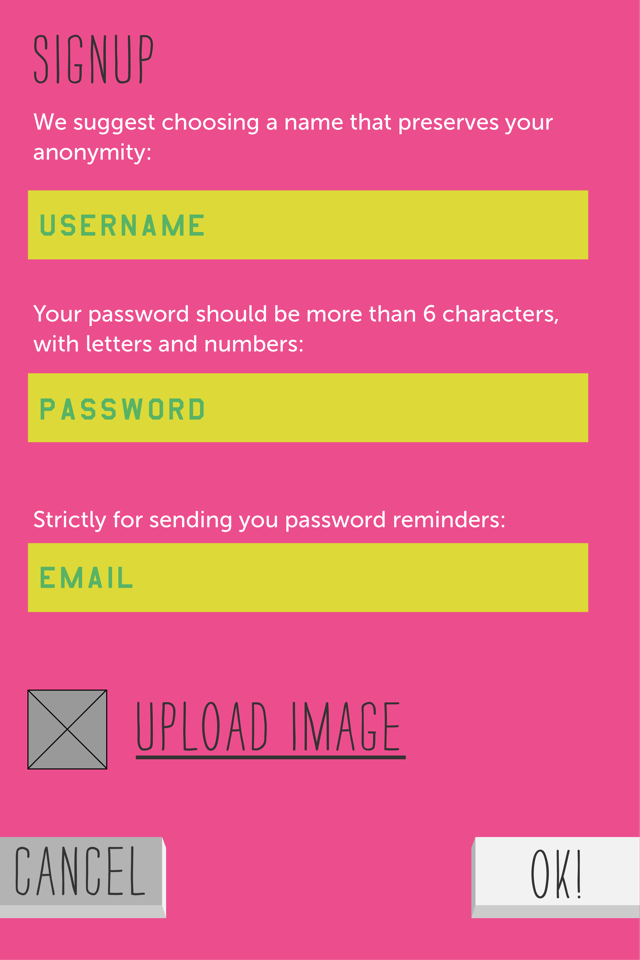 SIGNUP
We suggest choosing a name that preserves your
anonymity:
USERNAME
Your password should be more than 6 characters,
with letters and numbers:
PASSWORD
Strictly for sending you password reminders:
EMAIL
UPLOAD IMAGE
CANCEL
OK!